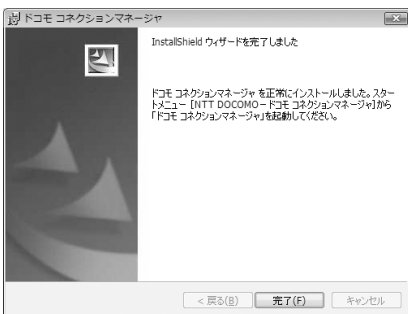 ドコモ コネクションマネージャ
InstallShield ウィザードを完了しました
ドコモ コネクションマネージャ を正常にインストールしました。スター
トメニュー [NTT DOCOMO－ドコモ コネクションマネージャ]から
「ドコモ コネクションマネージャ」を起動してください。
< 戻る(B) 完了(F) キャンセル